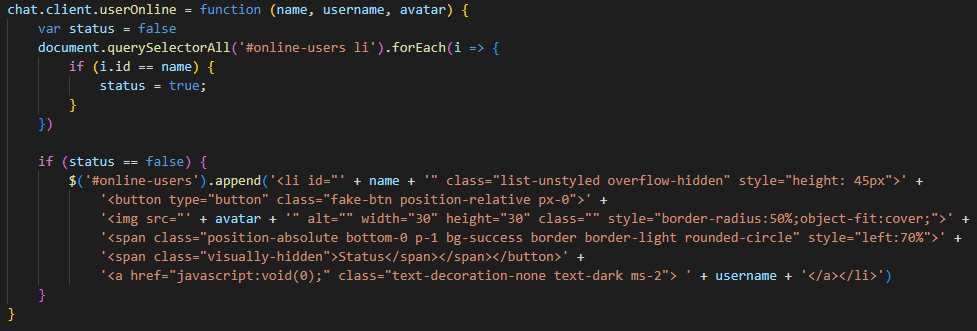 chat.client.userOnline = function (name, username, avatar) {
    var status = false
    document.querySelectorAll('#online-users li').forEach(i => {
        if (i.id == name) {
            status = true;
        }
    })

    if (status == false) {
        $('#online-users').append('<li id="' + name + '" class="list-unstyled overflow-hidden" style="height: 45px">' +
            '<button type="button" class="fake-btn position-relative px-0">' +
            '<img src="' + avatar + '" alt="" width="30" height="30" class="" style="border-radius:50%;object-fit:cover;">' +
            '<span class="position-absolute bottom-0 p-1 bg-success border border-light rounded-circle" style="left:70%">' +
            '<span class="visually-hidden">Status</span></span></button>' +
            '<a href="javascript:void(0);" class="text-decoration-none text-dark ms-2"> ' + username + '</a></li>')
    }
}